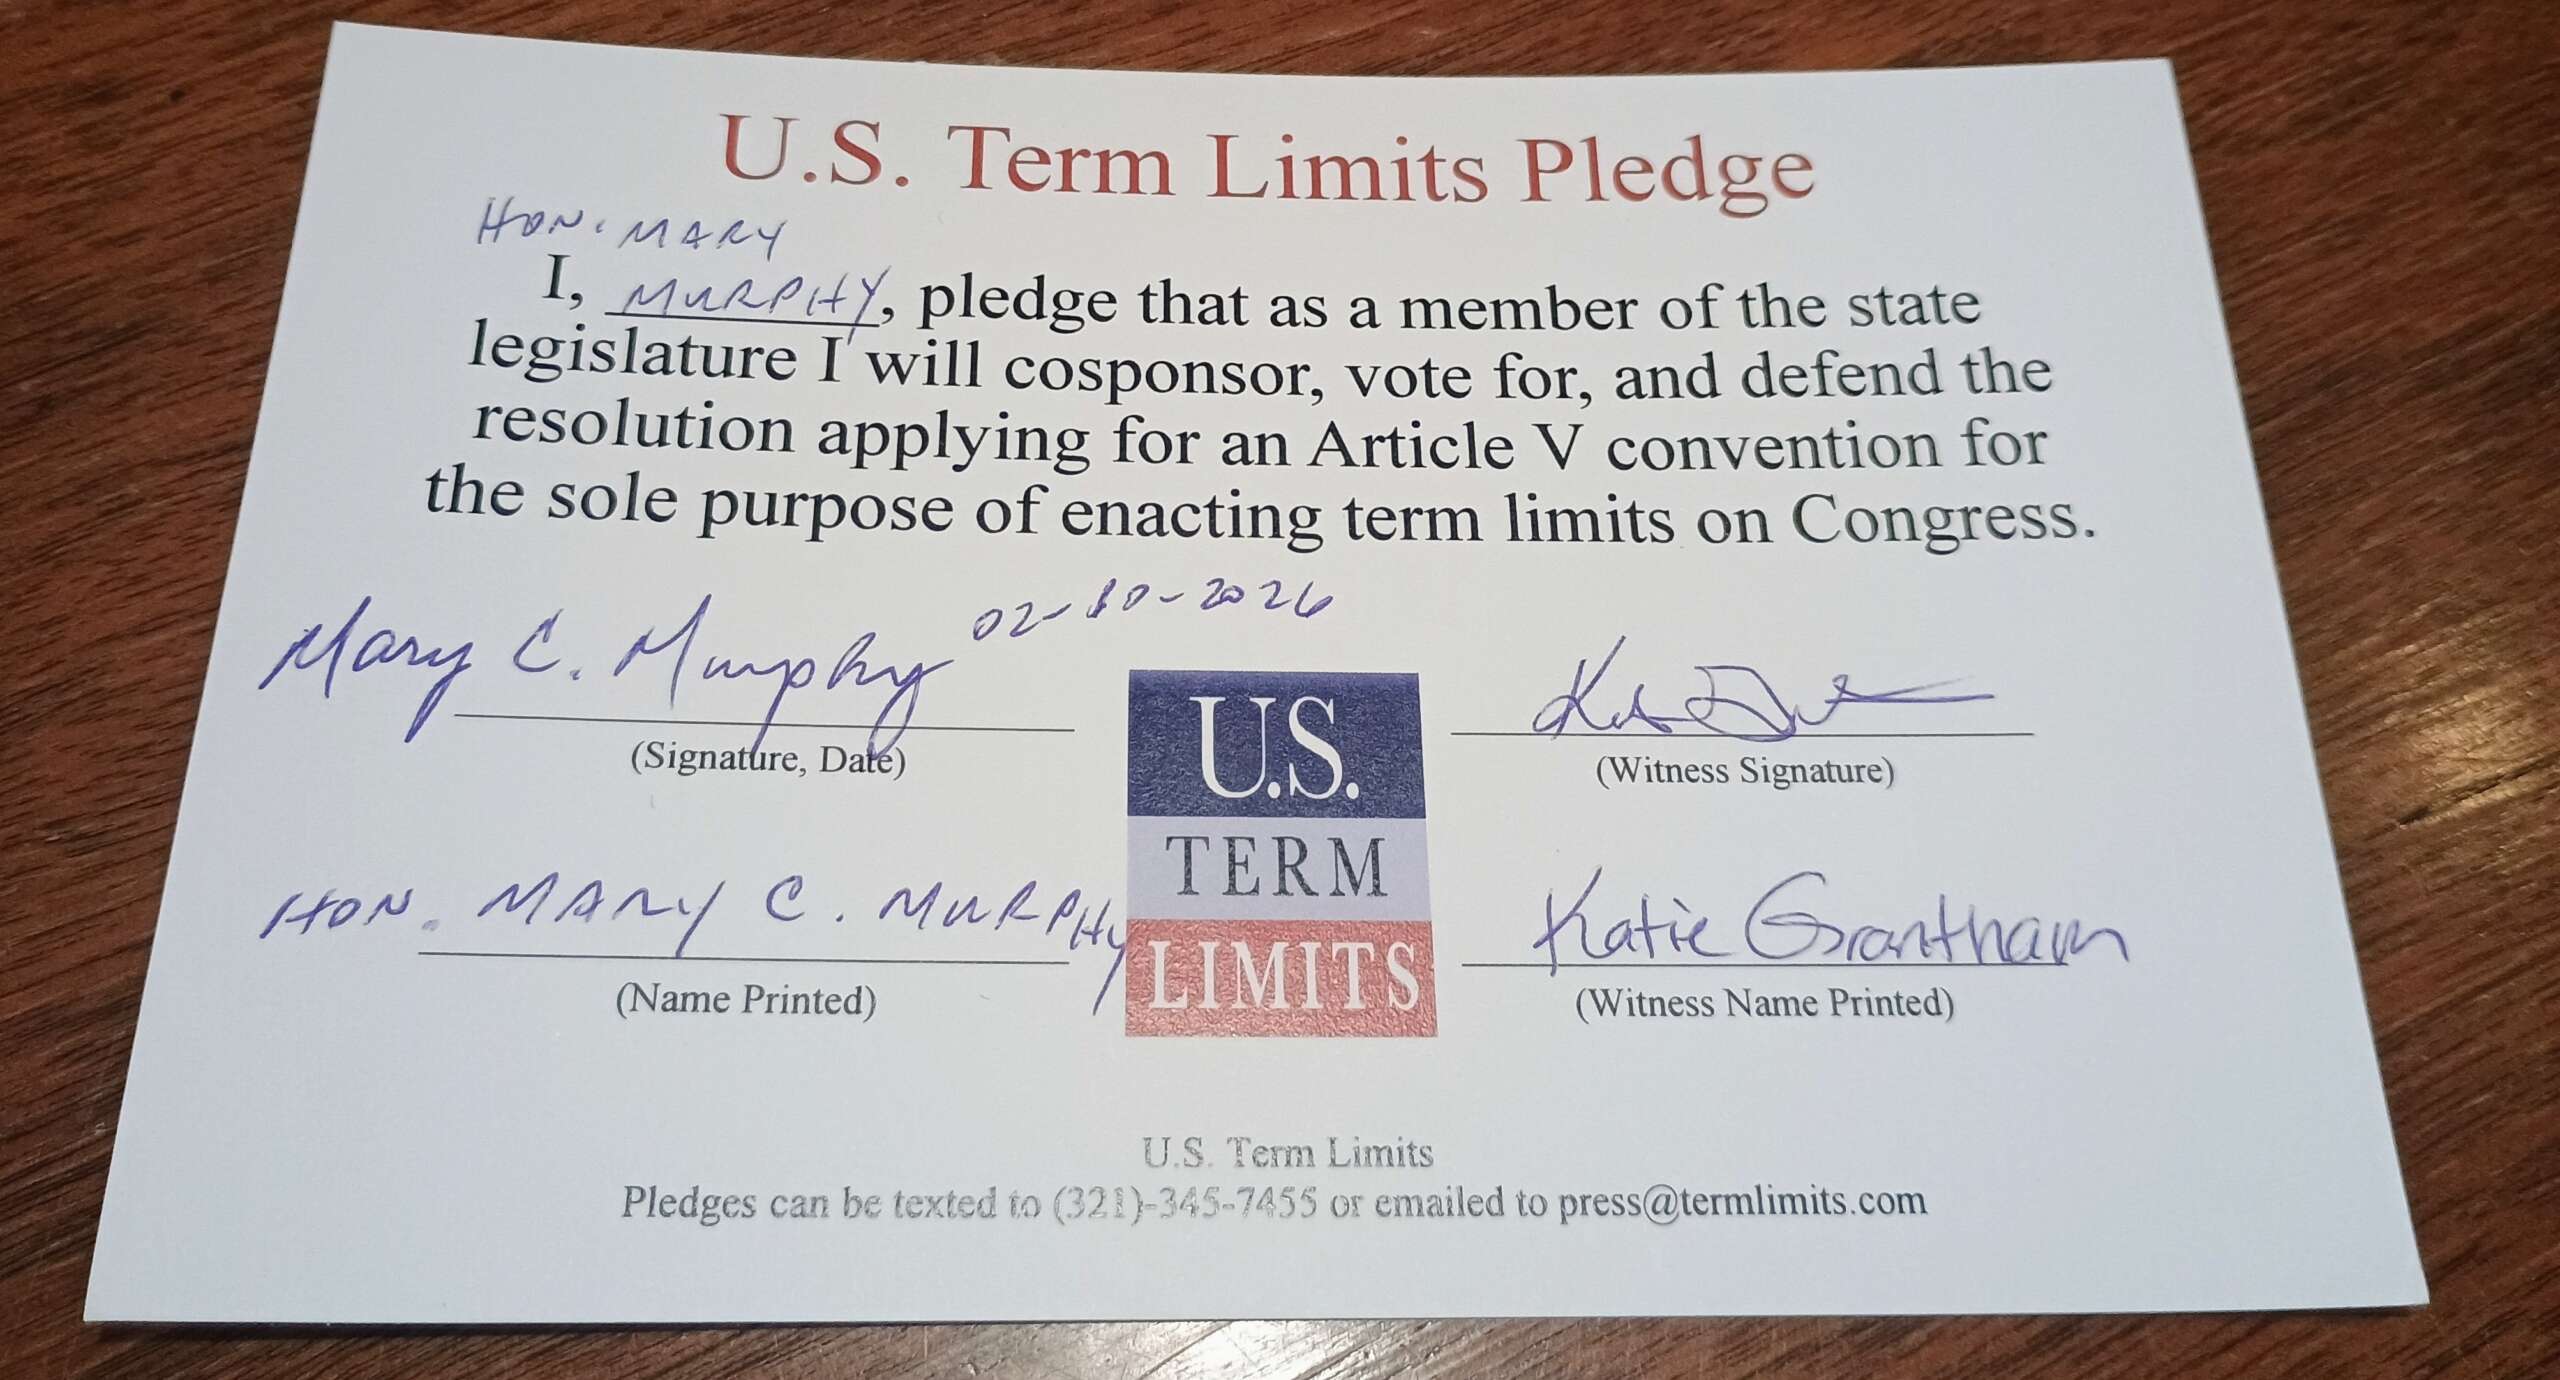 U.S. Term Limits Pledge
HON. MARY
I, MURPHY, pledge that as a member of the state
legislature I will cosponsor, vote for, and defend the
resolution applying for an Article V convention for
the sole purpose of enacting term limits on Congress.
Mary C. Murphy 02-10-2026
(Signature, Date)
(Witness Signature)
HON. MARY C. MURPHY
(Name Printed)
U.S.
TERM
LIMITS
Katie Grantham
(Witness Name Printed)
U.S. Term Limits
Pledges can be texted to (321)-345-7455 or emailed to press@termlimits.com